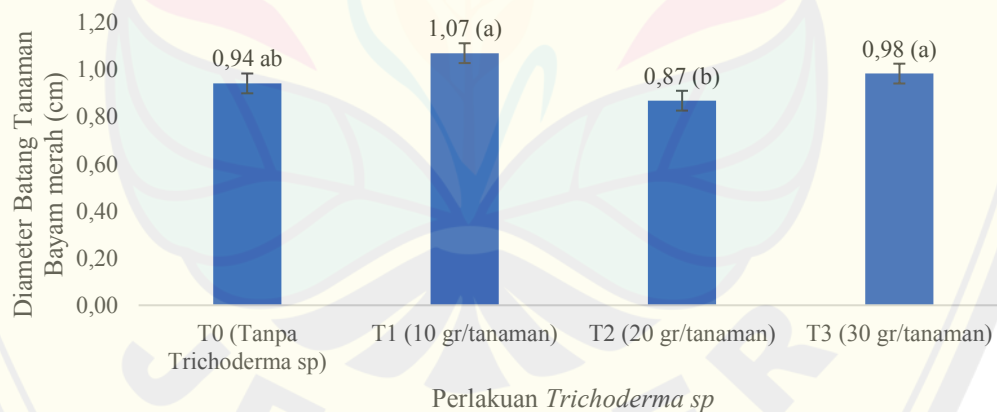 Diameter Batang Tanaman
Bayam merah (cm)
1,20
1,00
0,80
0,60
0,40
0,20
0,00
0,94 ab
1,07 (a)
0,87 (b)
0,98 (a)
T0 (Tanpa
Trichoderma sp)
T1 (10 gr/tanaman)
T2 (20 gr/tanaman)
T3 (30 gr/tanaman)
Perlakuan Trichoderma sp